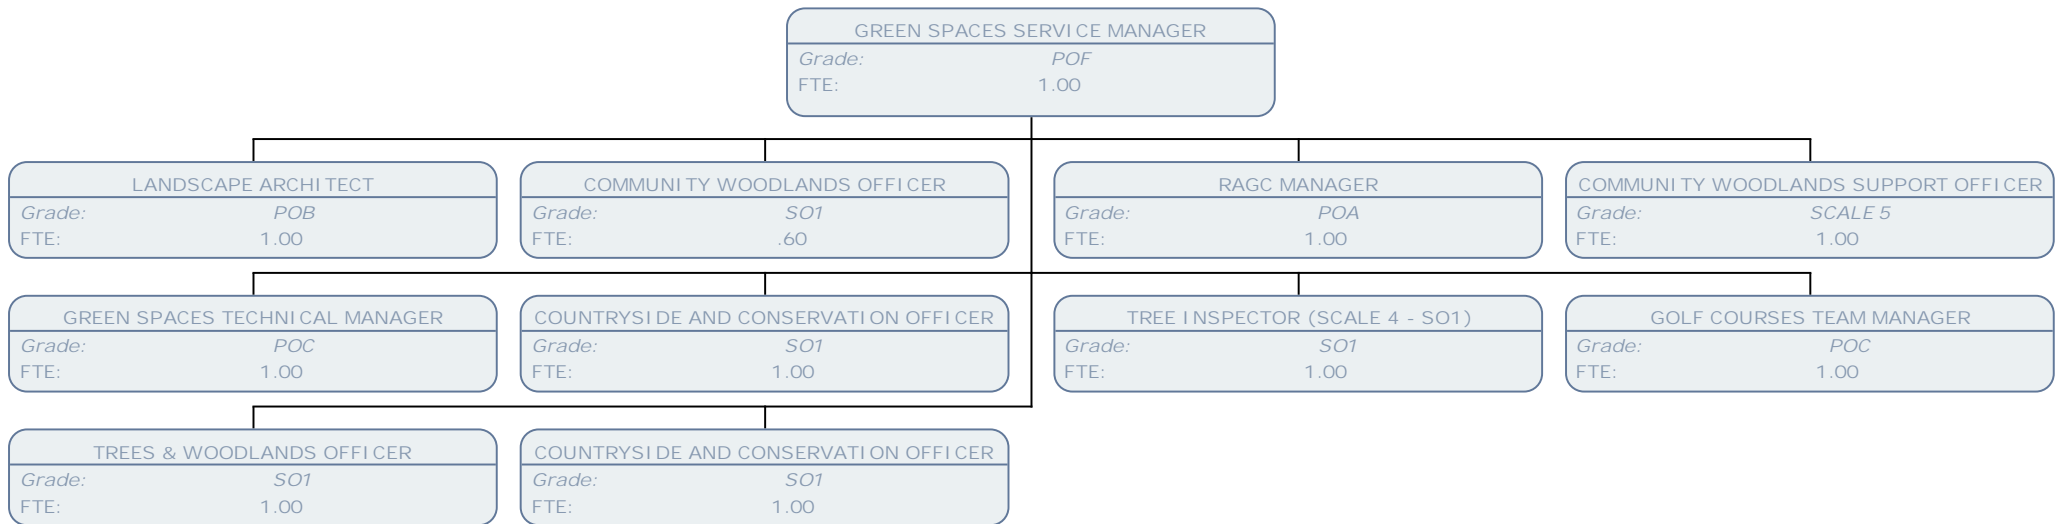 GREEN SPACES SERVICE MANAGER
Grade: POF
FTE: 1.00
LANDSCAPE ARCHITECT
Grade: POB
FTE: 1.00
COMMUNITY WOODLANDS OFFICER
Grade: SO1
FTE: .60
RAGC MANAGER
Grade: POA
FTE: 1.00
COMMUNITY WOODLANDS SUPPORT OFFICER
Grade: SCALE 5
FTE: 1.00
GREEN SPACES TECHNICAL MANAGER
Grade: POC
FTE: 1.00
COUNTRYSIDE AND CONSERVATION OFFICER
Grade: SO1
FTE: 1.00
TREE INSPECTOR (SCALE 4 - SO1)
Grade: SO1
FTE: 1.00
GOLF COURSES TEAM MANAGER
Grade: POC
FTE: 1.00
TREES & WOODLANDS OFFICER
Grade: SO1
FTE: 1.00
COUNTRYSIDE AND CONSERVATION OFFICER
Grade: SO1
FTE: 1.00